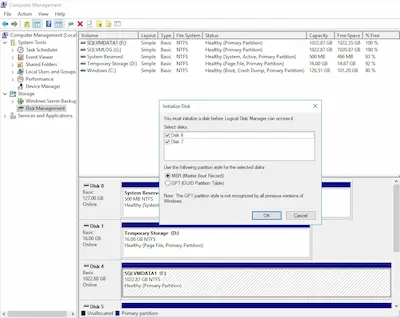 Computer Management
File Action View Help
Computer Management (Local
System Tools
Task Scheduler
Event Viewer
Shared Folders
Local Users and Groups
Performance
Device Manager
Storage
Windows Server Backup
Disk Management
Services and Applications
Volume Layout Type File System Status Capacity Free Space % Free
SQLVMDATA1 (F:) Simple Basic NTFS Healthy (Primary Partition) 1022.87 GB 1022.35 GB 100 %
SQLVMLOG (G:) Simple Basic NTFS Healthy (Primary Partition) 1022.87 GB 1022.68 GB 100 %
System Reserved Simple Basic NTFS Healthy (System, Active, Primary Partition) 500 MB 466 MB 93 %
Temporary Storage (D:) Simple Basic NTFS Healthy (Page File, Primary Partition) 16.00 GB 14.67 GB 92 %
Windows (C:) Simple Basic NTFS Healthy (Boot, Crash Dump, Primary Partition) 126.51 GB 101.20 GB 80 %
Initialize Disk
You must initialize a disk before Logical Disk Manager can access it.
Select disks:
Disk 6
Disk 7
Use the following partition style for the selected disks:
MBR (Master Boot Record)
GPT (GUID Partition Table)
Note: The GPT partition style is not recognized by all previous versions of
Windows.
OK Cancel
Disk 0
Basic
127.00 GB
Online
System Reserved
500 MB NTFS
Healthy (System
Disk 1
Basic
16.00 GB
Online
Temporary Storage (D:)
16.00 GB NTFS
Healthy (Page File, Primary Partition)
Disk 4
Basic
1022.87 GB
Online
SQLVMDATA1 (F:)
1022.87 GB NTFS
Healthy (Primary Partition)
Disk 5
Unallocated Primary partition